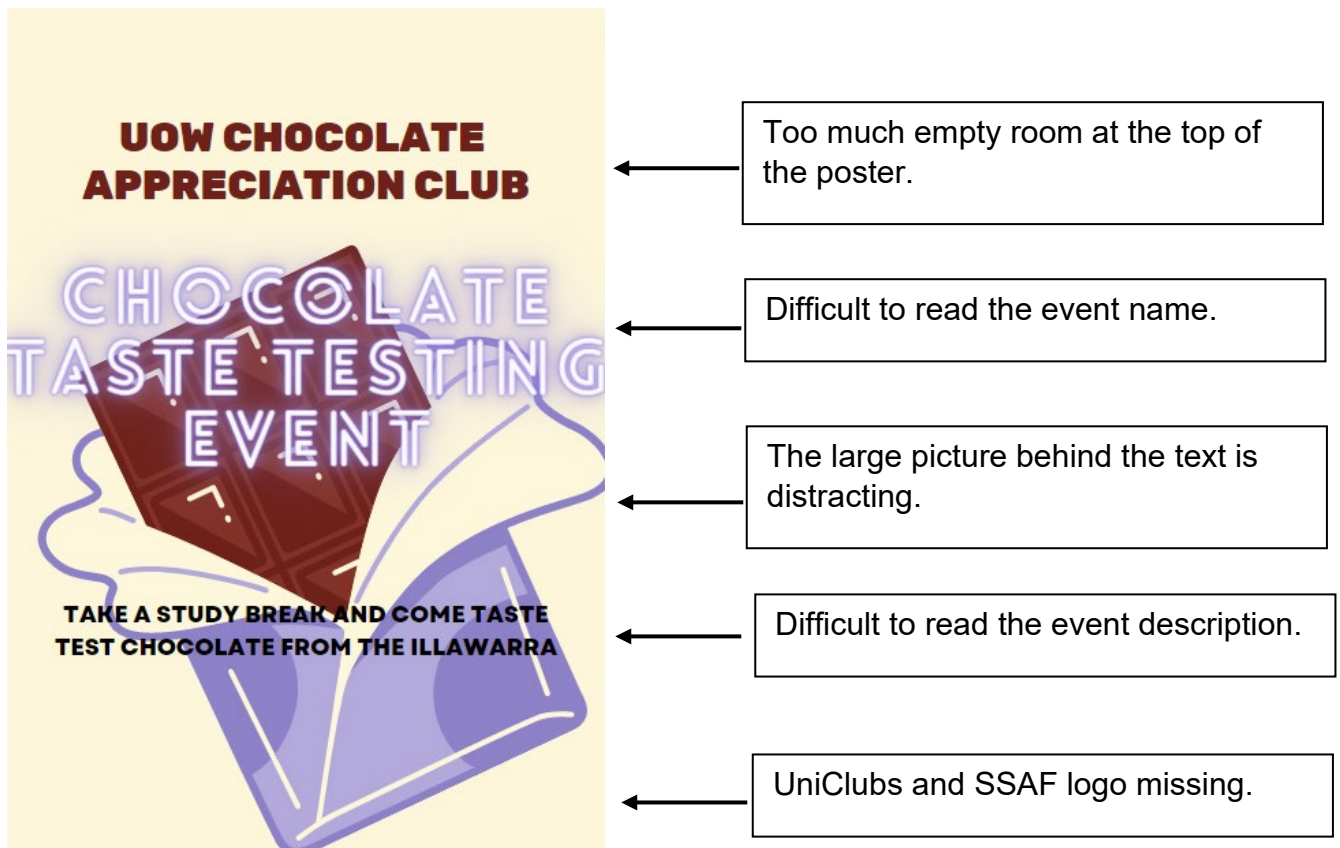 UOW CHOCOLATE
APPRECIATION CLUB
CHOCOLATE
TASTE TESTING
EVENT
TAKE A STUDY BREAK AND COME TASTE
TEST CHOCOLATE FROM THE ILLAWARRA
Too much empty room at the top of
the poster.
Difficult to read the event name.
The large picture behind the text is
distracting.
Difficult to read the event description.
UniClubs and SSAF logo missing.